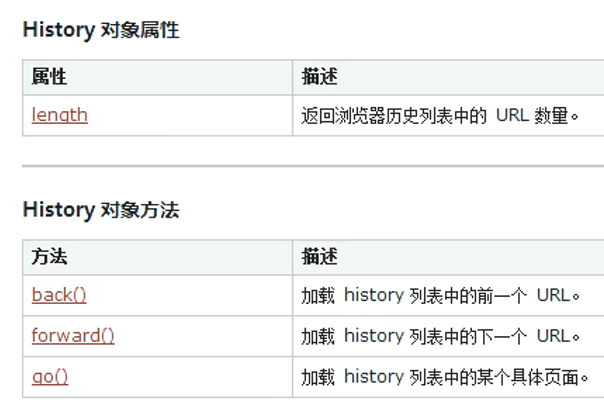 History 对象属性
属性 描述
length 返回浏览器历史列表中的 URL 数量。
History 对象方法
方法 描述
back() 加载 history 列表中的前一个 URL。
forward() 加载 history 列表中的下一个 URL。
go() 加载 history 列表中的某个具体页面。